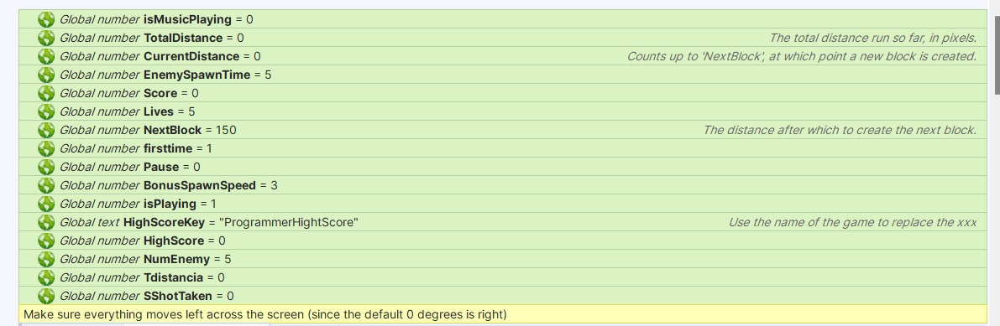 Global number isMusicPlaying = 0
Global number TotalDistance = 0 The total distance run so far, in pixels.
Global number CurrentDistance = 0 Counts up to 'NextBlock', at which point a new block is created.
Global number EnemySpawnTime = 5
Global number Score = 0
Global number Lives = 5
Global number NextBlock = 150 The distance after which to create the next block.
Global number firsttime = 1
Global number Pause = 0
Global number BonusSpawnSpeed = 3
Global number isPlaying = 1
Global text HighScoreKey = "ProgrammerHightScore" Use the name of the game to replace the xxx
Global number HighScore = 0
Global number NumEnemy = 5
Global number Tdistancia = 0
Global number SShotTaken = 0
Make sure everything moves left across the screen (since the default 0 degrees is right)